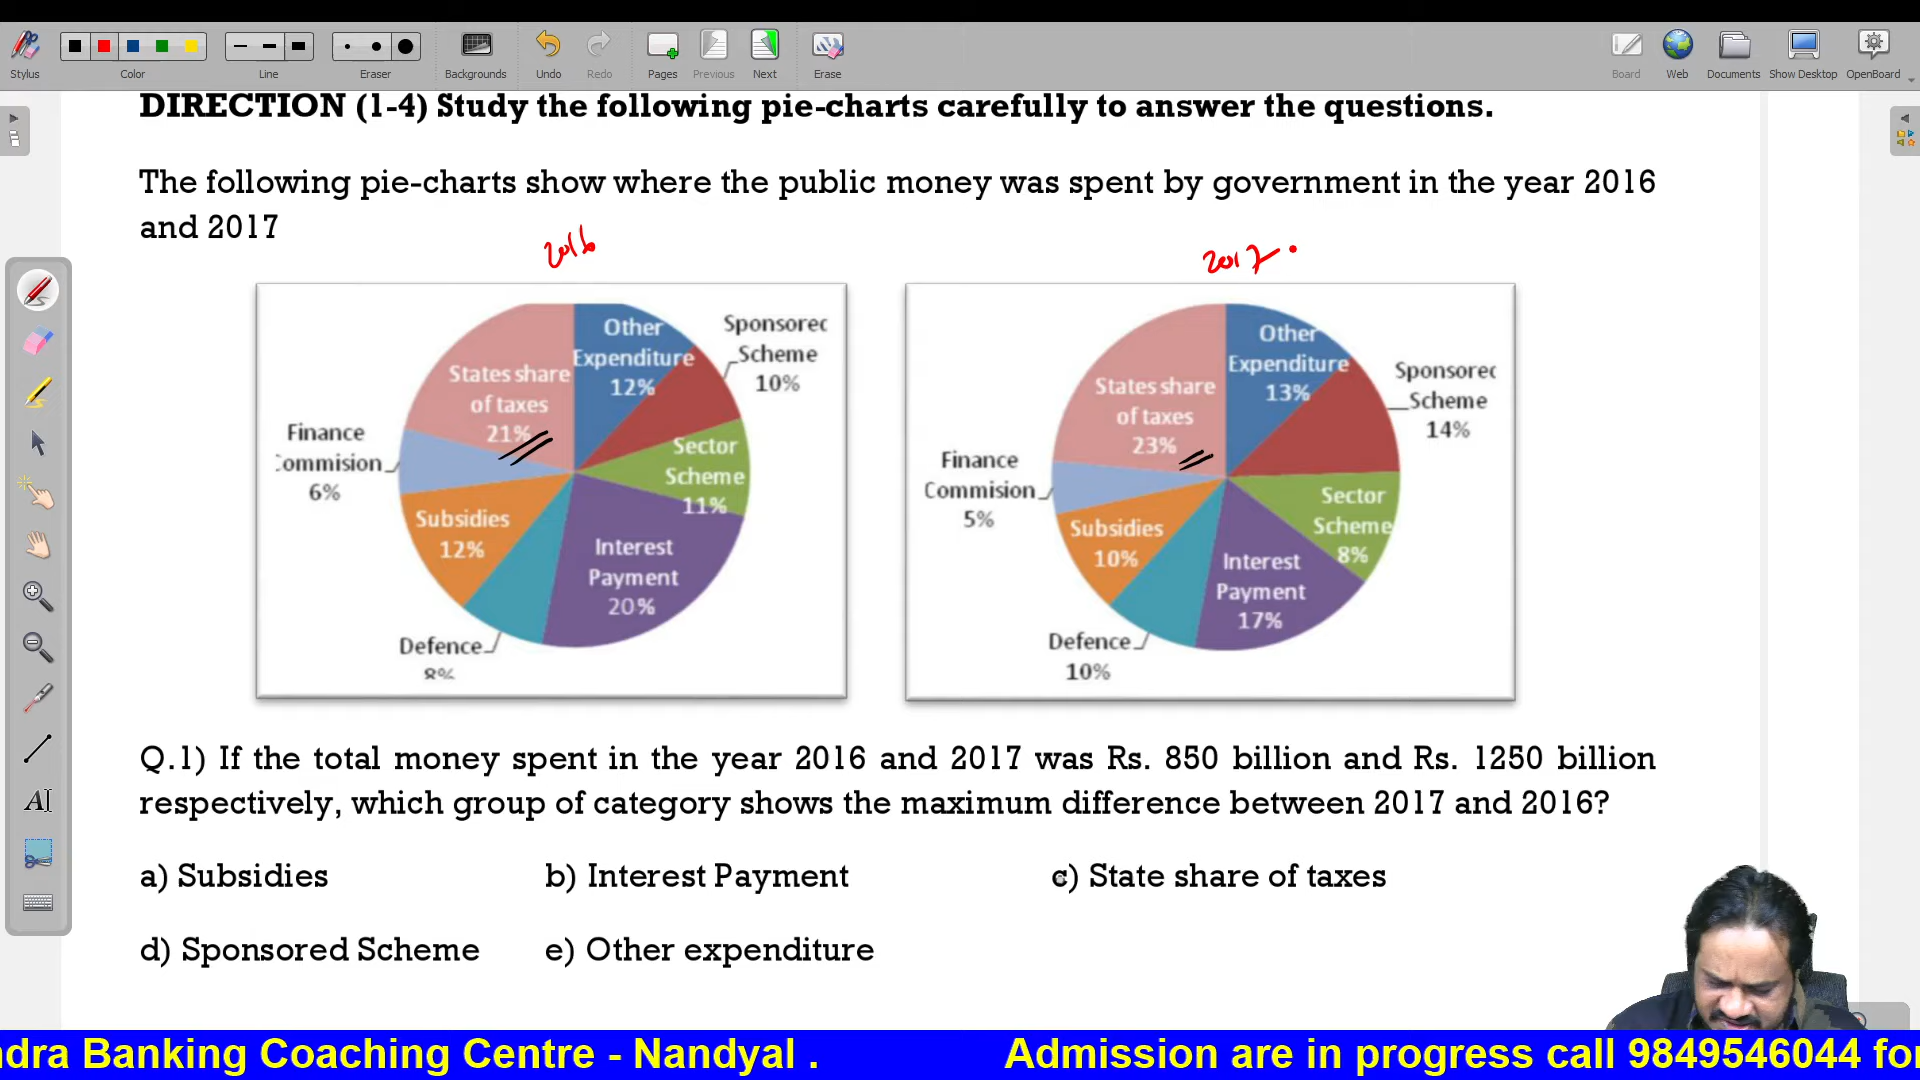 Stylus
Color
Line
Eraser
Backgrounds
Undo
Redo
Pages
Previous
Next
Erase
Board
Web
Documents
Show Desktop
OpenBoard
DIRECTION (1-4) Study the following pie-charts carefully to answer the questions.
The following pie-charts show where the public money was spent by government in the year 2016
and 2017
2016
2017
Other
Expenditure
12%
Sponsorec
Scheme
10%
Sector
Scheme
11%
Interest
Payment
20%
Defence
8%
Subsidies
12%
Finance
Commision
6%
States share
of taxes
21%
Other
Expenditure
13%
Sponsorec
Scheme
14%
Sector
Scheme
8%
Interest
Payment
17%
Defence
10%
Subsidies
10%
Finance
Commision
5%
States share
of taxes
23%
Q.1) If the total money spent in the year 2016 and 2017 was Rs. 850 billion and Rs. 1250 billion
respectively, which group of category shows the maximum difference between 2017 and 2016?
a) Subsidies b) Interest Payment c) State share of taxes
d) Sponsored Scheme e) Other expenditure
ndra Banking Coaching Centre - Nandyal . Admission are in progress call 9849546044 for